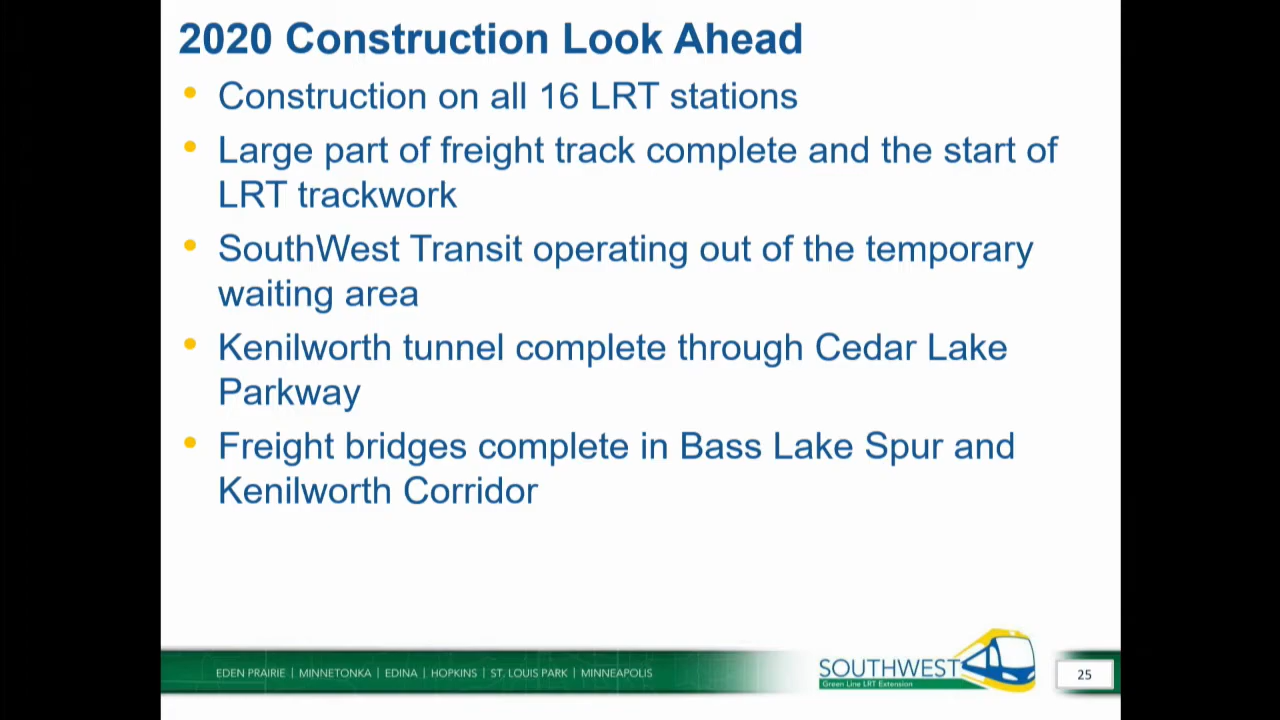 2020 Construction Look Ahead
• Construction on all 16 LRT stations
• Large part of freight track complete and the start of
LRT trackwork
• SouthWest Transit operating out of the temporary
waiting area
• Kenilworth tunnel complete through Cedar Lake
Parkway
• Freight bridges complete in Bass Lake Spur and
Kenilworth Corridor
EDEN PRAIRIE | MINNETONKA | EDINA | HOPKINS | ST. LOUIS PARK | MINNEAPOLIS
SOUTHWEST
Green Line LRT Extension
25